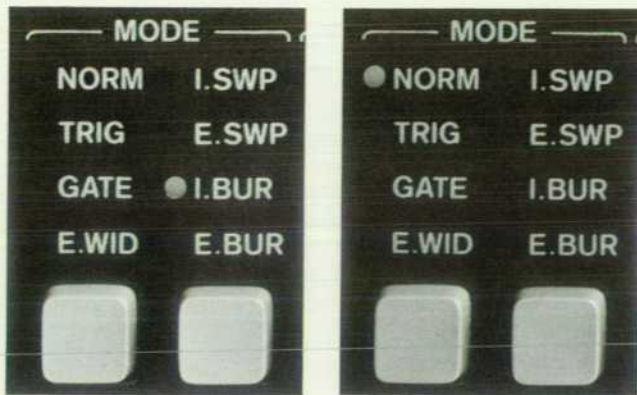 MODE
NORM I.SWP
TRIG E.SWP
GATE I.BUR
E.WID E.BUR
MODE
NORM I.SWP
TRIG E.SWP
GATE I.BUR
E.WID E.BUR